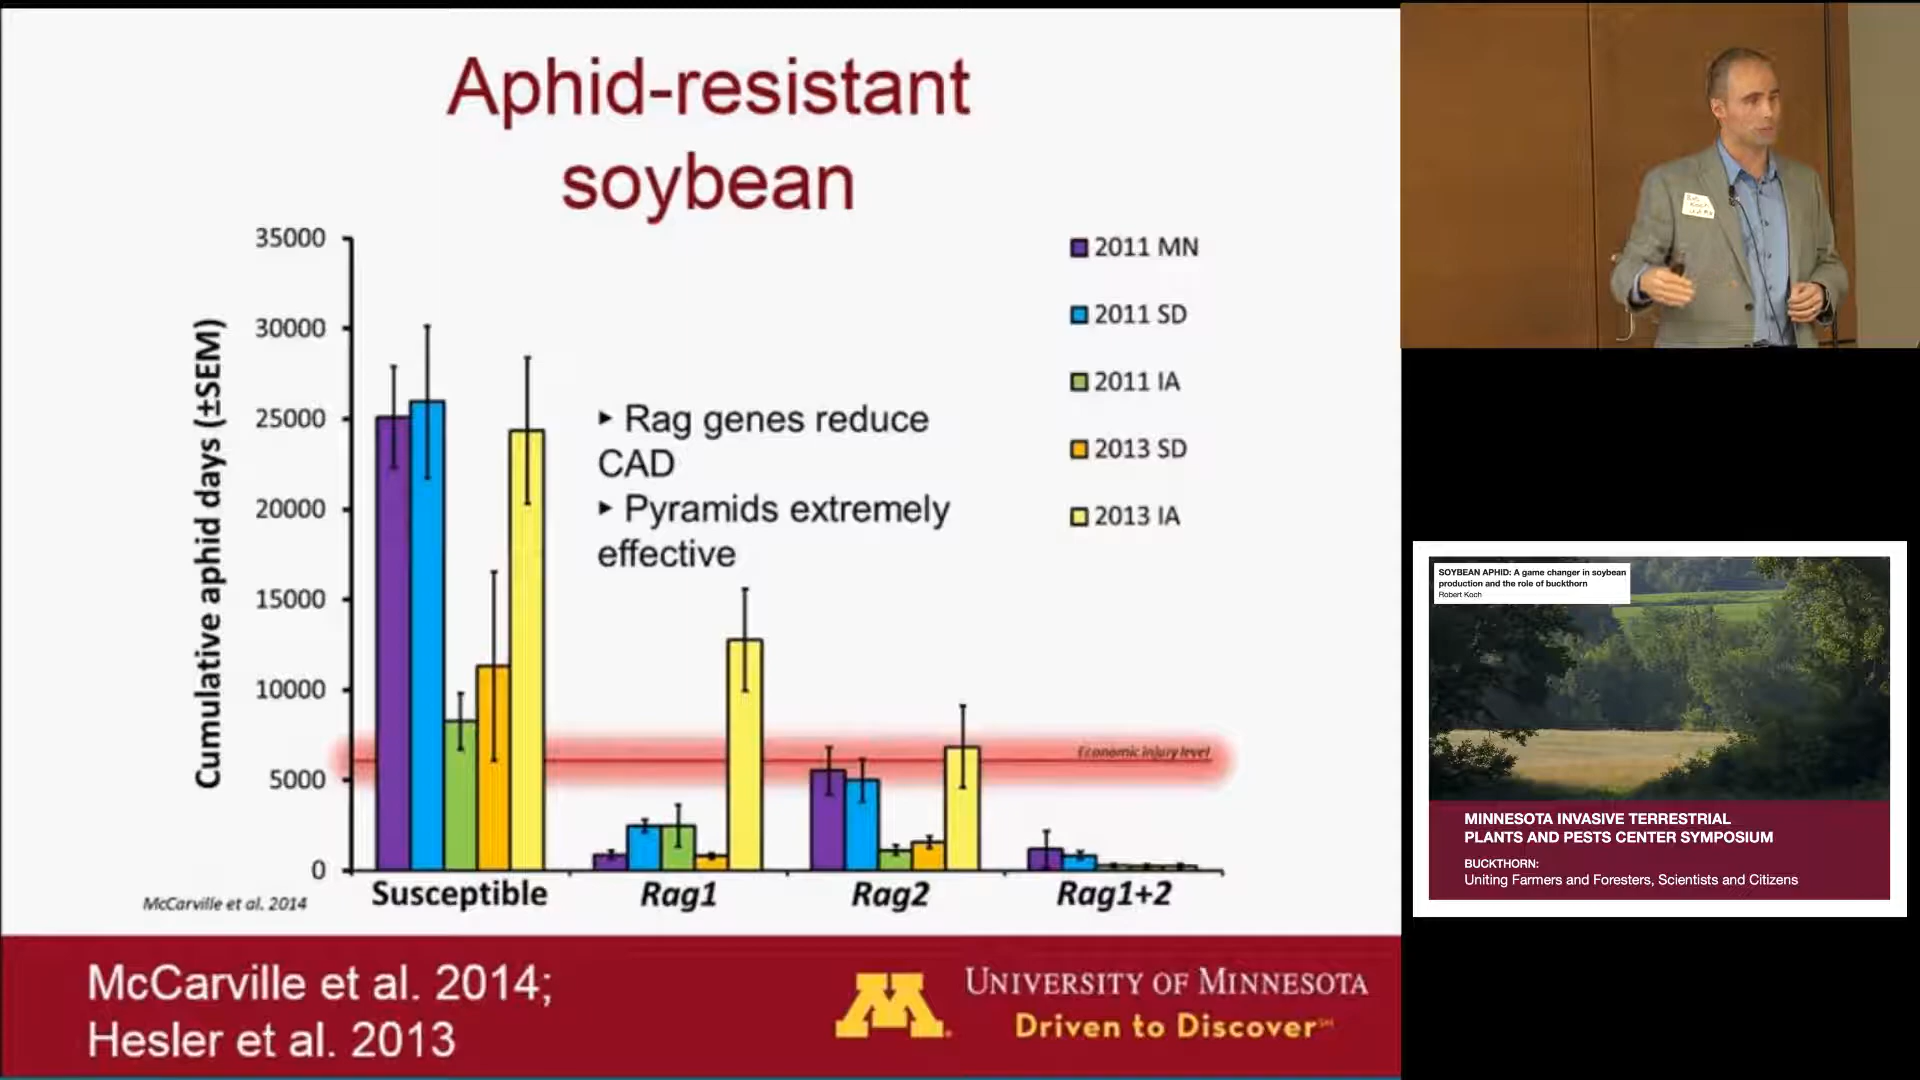 Aphid-resistant
soybean
35000
30000
25000
20000
15000
10000
5000
0
Cumulative aphid days (±SEM)
▸ Rag genes reduce
CAD
▸ Pyramids extremely
effective
2011 MN
2011 SD
2011 IA
2013 SD
2013 IA
Economic injury level
Susceptible
Rag1
Rag2
Rag1+2
McCarville et al. 2014
McCarville et al. 2014;
Hesler et al. 2013
M
UNIVERSITY OF MINNESOTA
Driven to Discover℠
SOYBEAN APHID: A game changer in soybean
production and the role of buckthorn
Robert Koch
MINNESOTA INVASIVE TERRESTRIAL
PLANTS AND PESTS CENTER SYMPOSIUM
BUCKTHORN:
Uniting Farmers and Foresters, Scientists and Citizens